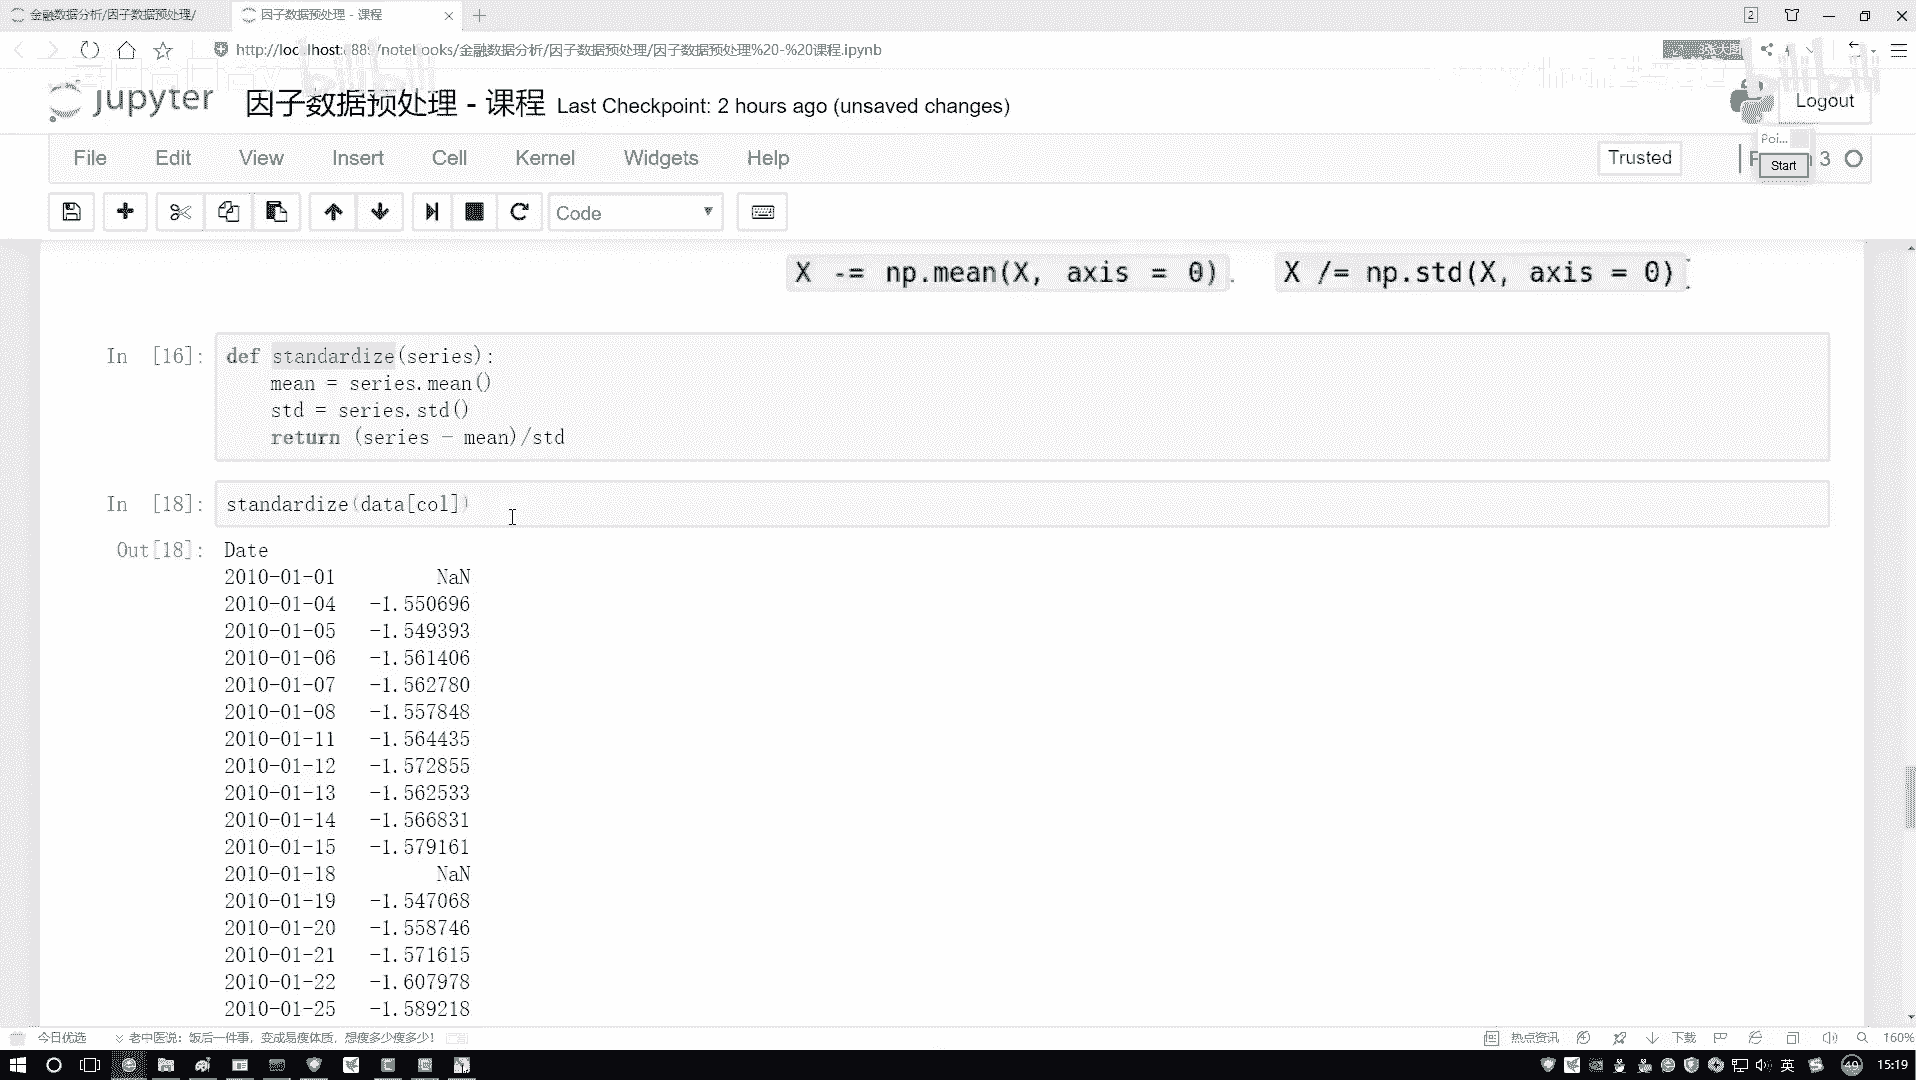 金融数据分析/因子数据预处理/
因子数据预处理 - 课程
2
/notebooks/金融数据分析/因子数据预处理/因子数据预处理%20-%20课程.ipynb
jupyter
因子数据预处理 - 课程 Last Checkpoint: 2 hours ago (unsaved changes)
Logout
File Edit View Insert Cell Kernel Widgets Help
Trusted
3
Poi...
Start
Code
X -= np.mean(X, axis = 0). X /= np.std(X, axis = 0)
In [16]: def standardize(series):
mean = series.mean()
std = series.std()
return (series - mean)/std
In [18]: standardize(data[col])
Out[18]: Date
2010-01-01 NaN
2010-01-04 -1.550696
2010-01-05 -1.549393
2010-01-06 -1.561406
2010-01-07 -1.562780
2010-01-08 -1.557848
2010-01-11 -1.564435
2010-01-12 -1.572855
2010-01-13 -1.562533
2010-01-14 -1.566831
2010-01-15 -1.579161
2010-01-18 NaN
2010-01-19 -1.547068
2010-01-20 -1.558746
2010-01-21 -1.571615
2010-01-22 -1.607978
2010-01-25 -1.589218
今日优选 老中医说：饭后一件事，变成易瘦体质，想瘦多少瘦多少！ 热点资讯 下载 160%
英 49 15:19